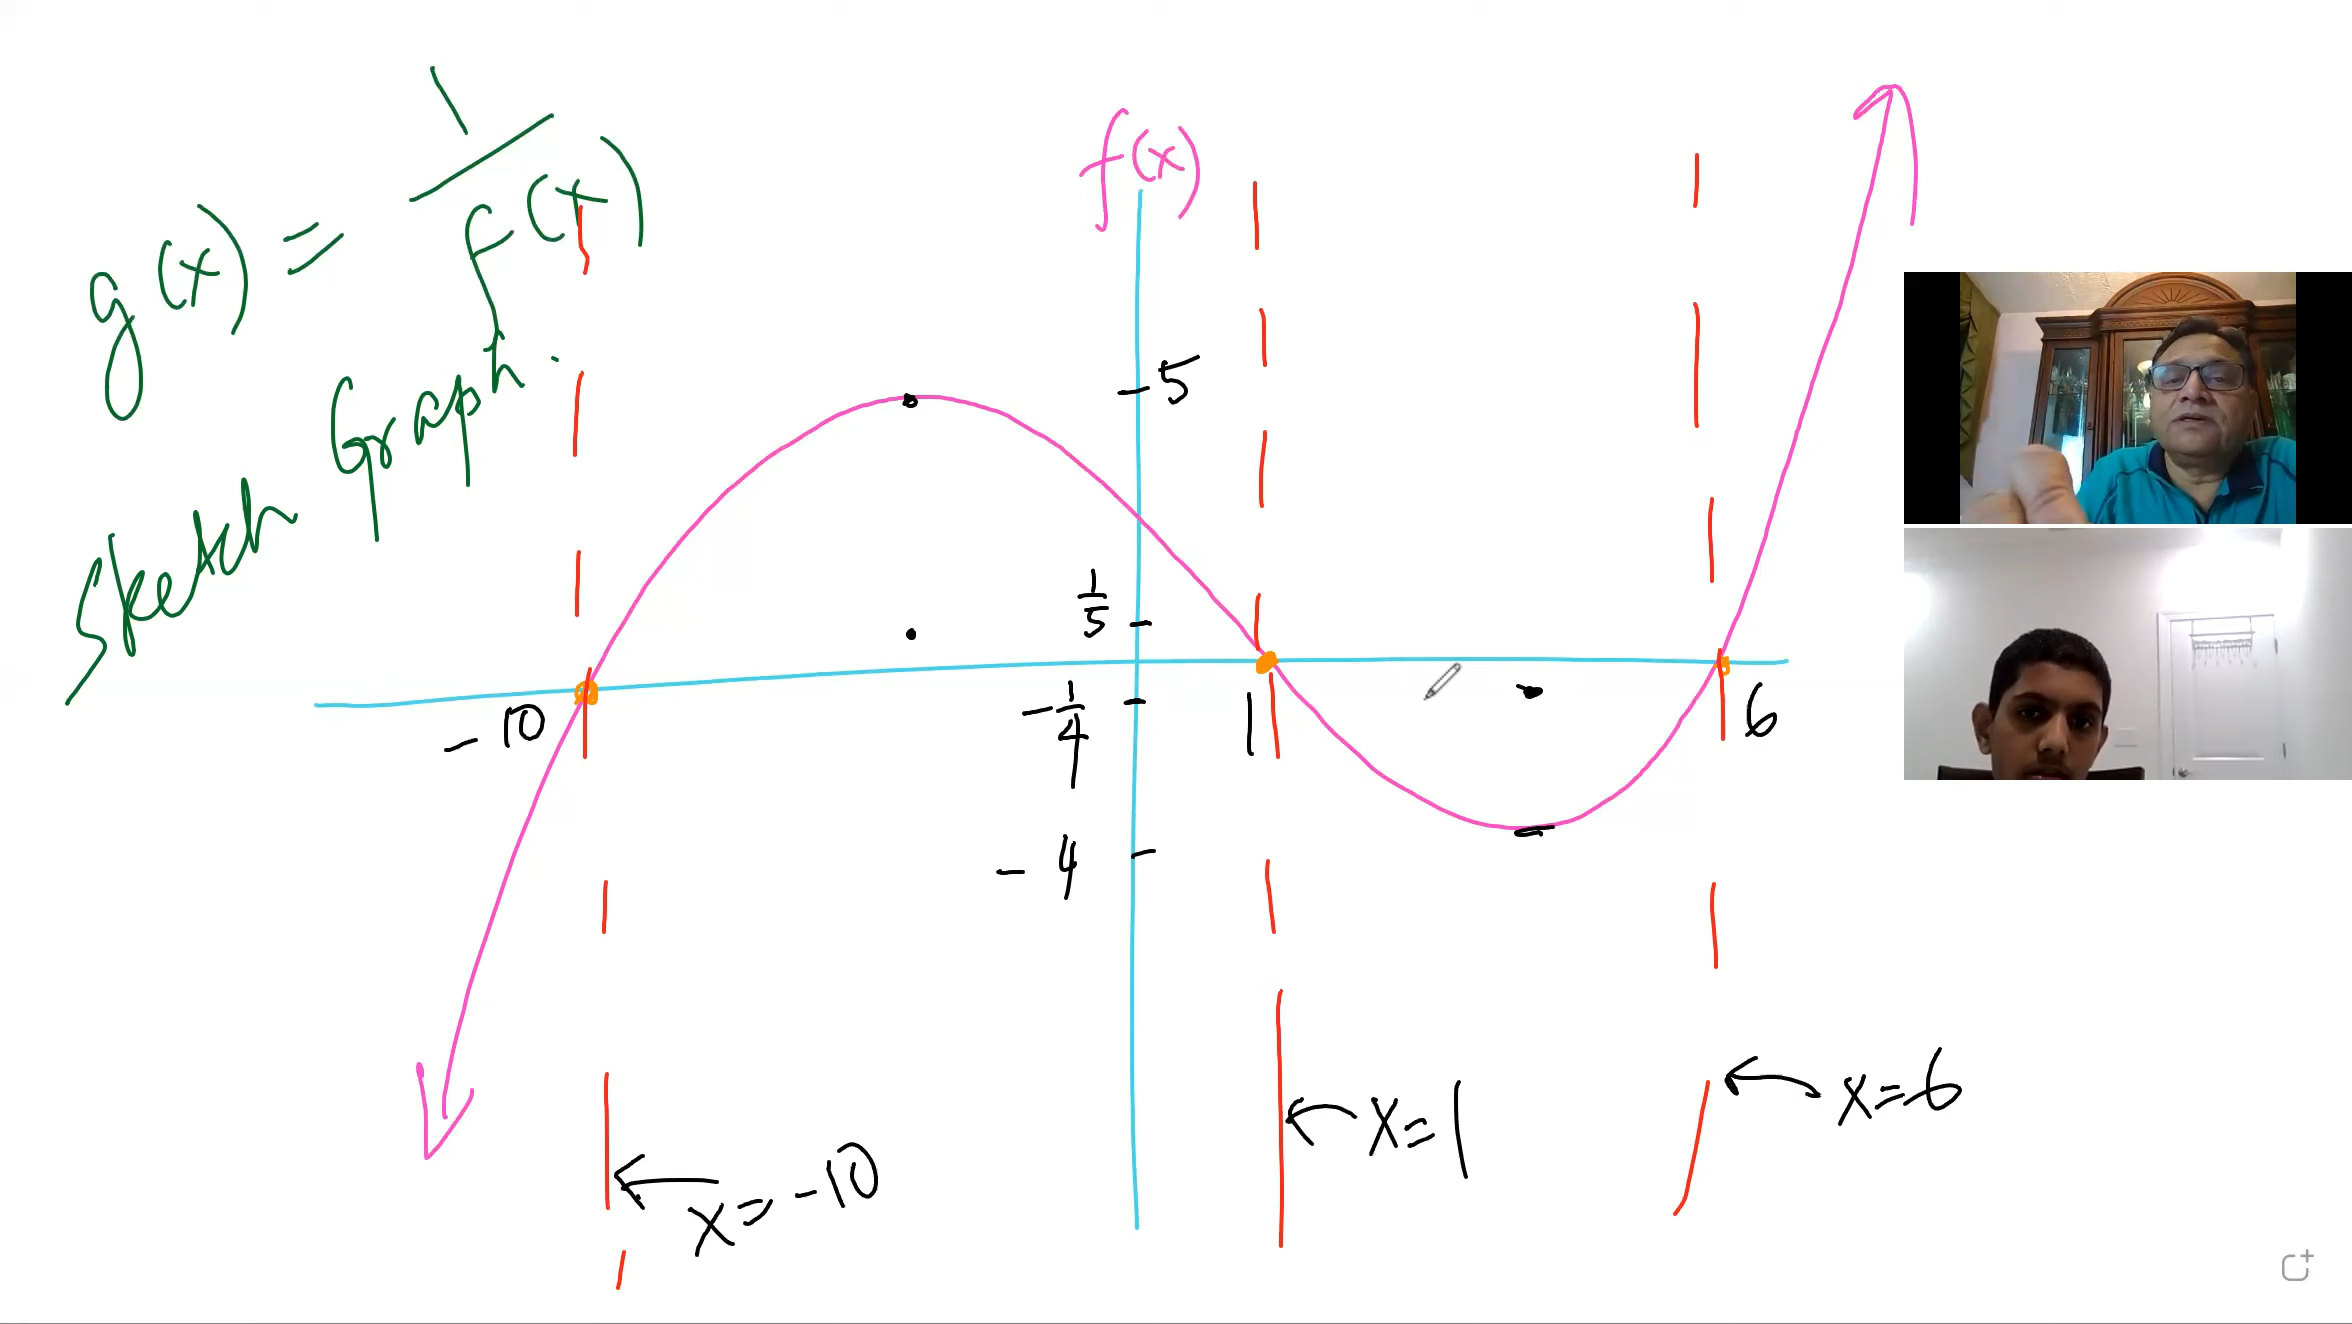 g(x) = 1/f(x)
Sketch Graph.
f(x)
5
1/5
-10
-1/4
1
6
-4
x=-10
x=1
x=6